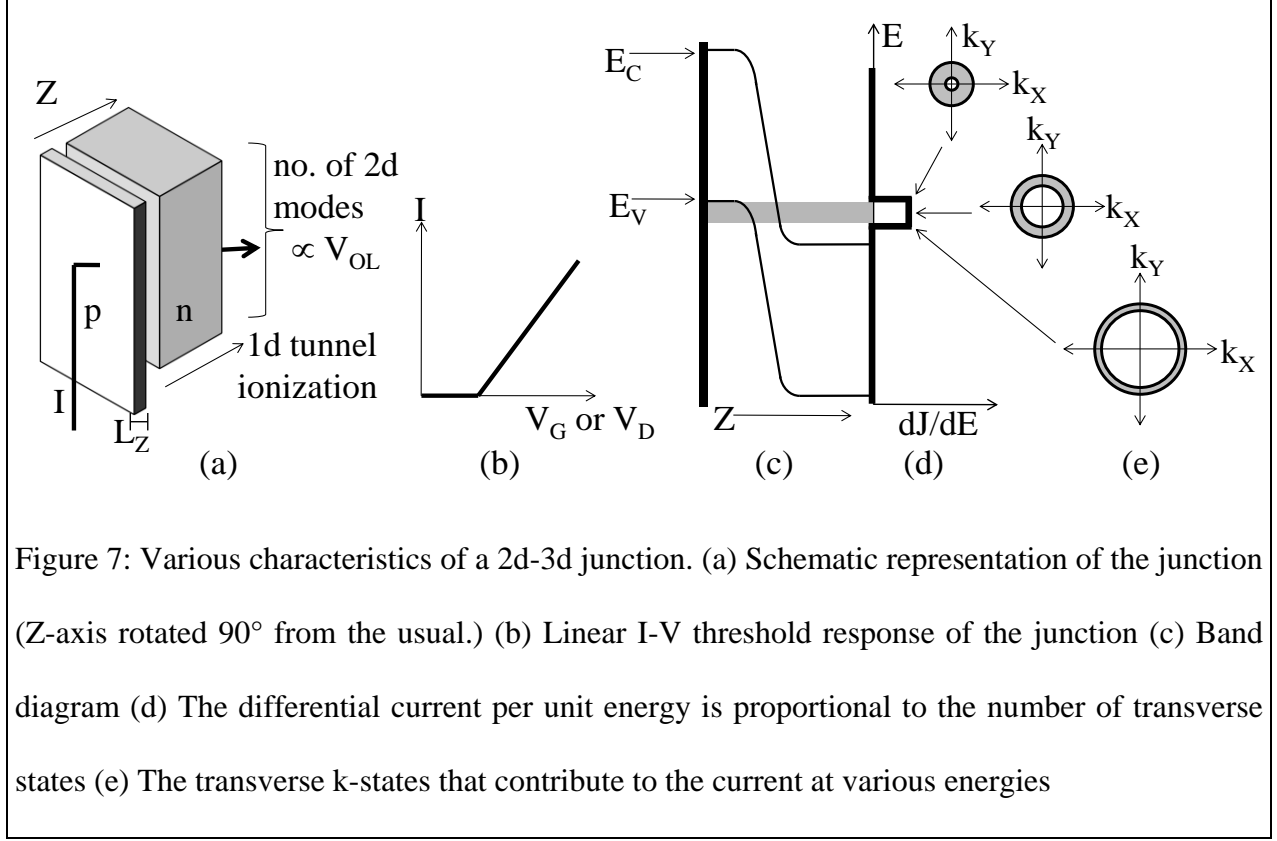 Z
no. of 2d
modes
∝ V_OL
p
n
1d tunnel
ionization
I
L_Z
(a)
I
V_G or V_D
(b)
E_C
E_V
Z
(c)
E
dJ/dE
(d)
k_Y
k_X
k_Y
k_X
k_Y
k_X
(e)
Figure 7: Various characteristics of a 2d-3d junction. (a) Schematic representation of the junction
(Z-axis rotated 90° from the usual.) (b) Linear I-V threshold response of the junction (c) Band
diagram (d) The differential current per unit energy is proportional to the number of transverse
states (e) The transverse k-states that contribute to the current at various energies